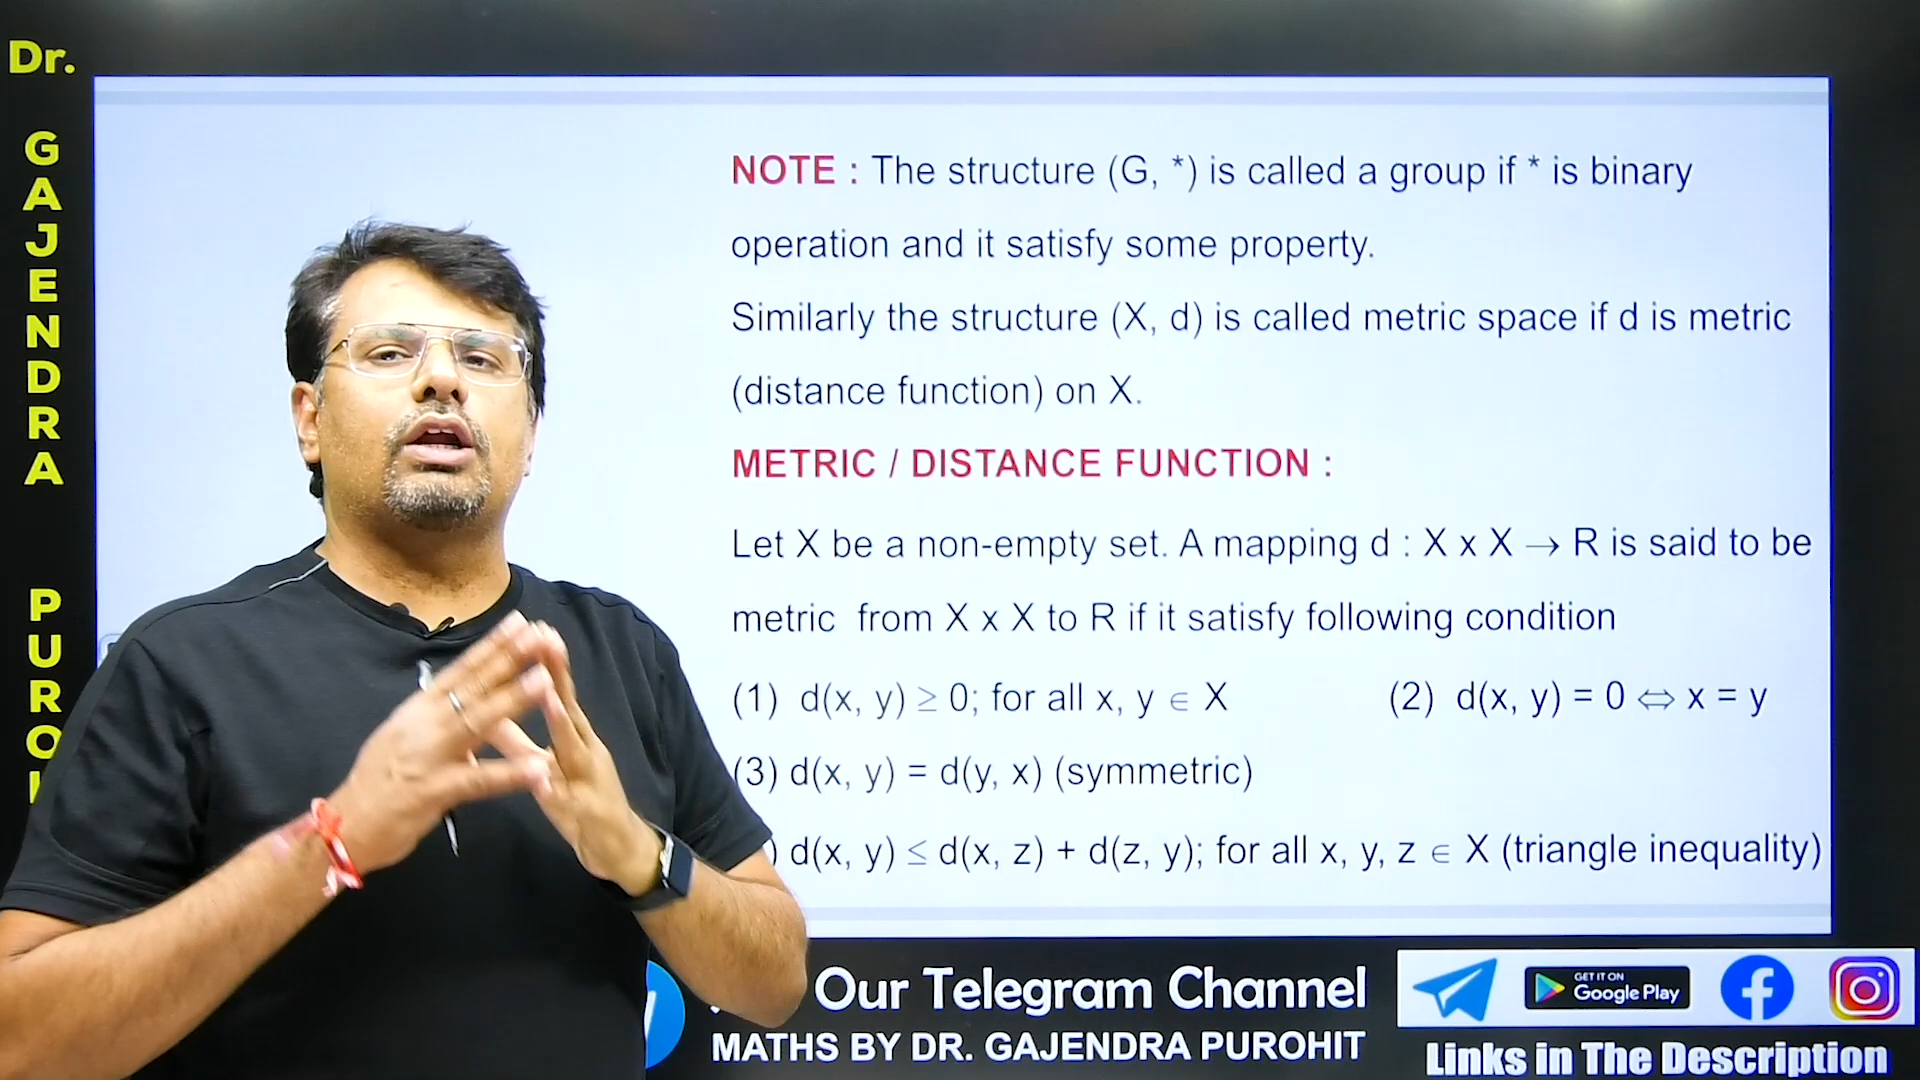 Dr.
GAJENDRA
NOTE : The structure (G, *) is called a group if * is binary
operation and it satisfy some property.
Similarly the structure (X, d) is called metric space if d is metric
(distance function) on X.
METRIC / DISTANCE FUNCTION :
Let X be a non-empty set. A mapping d : X x X → R is said to be
metric from X x X to R if it satisfy following condition
(1) d(x, y) ≥ 0; for all x, y ∈ X (2) d(x, y) = 0 ⇔ x = y
(3) d(x, y) = d(y, x) (symmetric)
) d(x, y) ≤ d(x, z) + d(z, y); for all x, y, z ∈ X (triangle inequality)
Our Telegram Channel
MATHS BY DR. GAJENDRA PUROHIT
GET IT ON
Google Play
Links in The Description